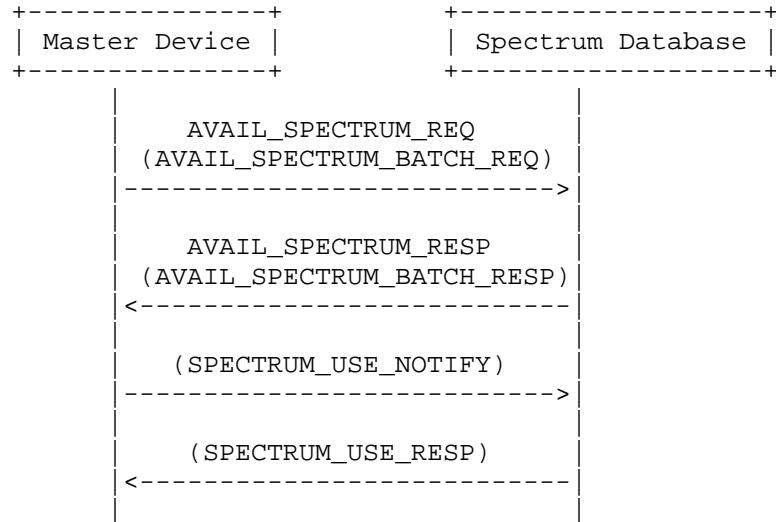 Master Device Spectrum Database
AVAIL_SPECTRUM_REQ
(AVAIL_SPECTRUM_BATCH_REQ)
AVAIL_SPECTRUM_RESP
(AVAIL_SPECTRUM_BATCH_RESP)
(SPECTRUM_USE_NOTIFY)
(SPECTRUM_USE_RESP)